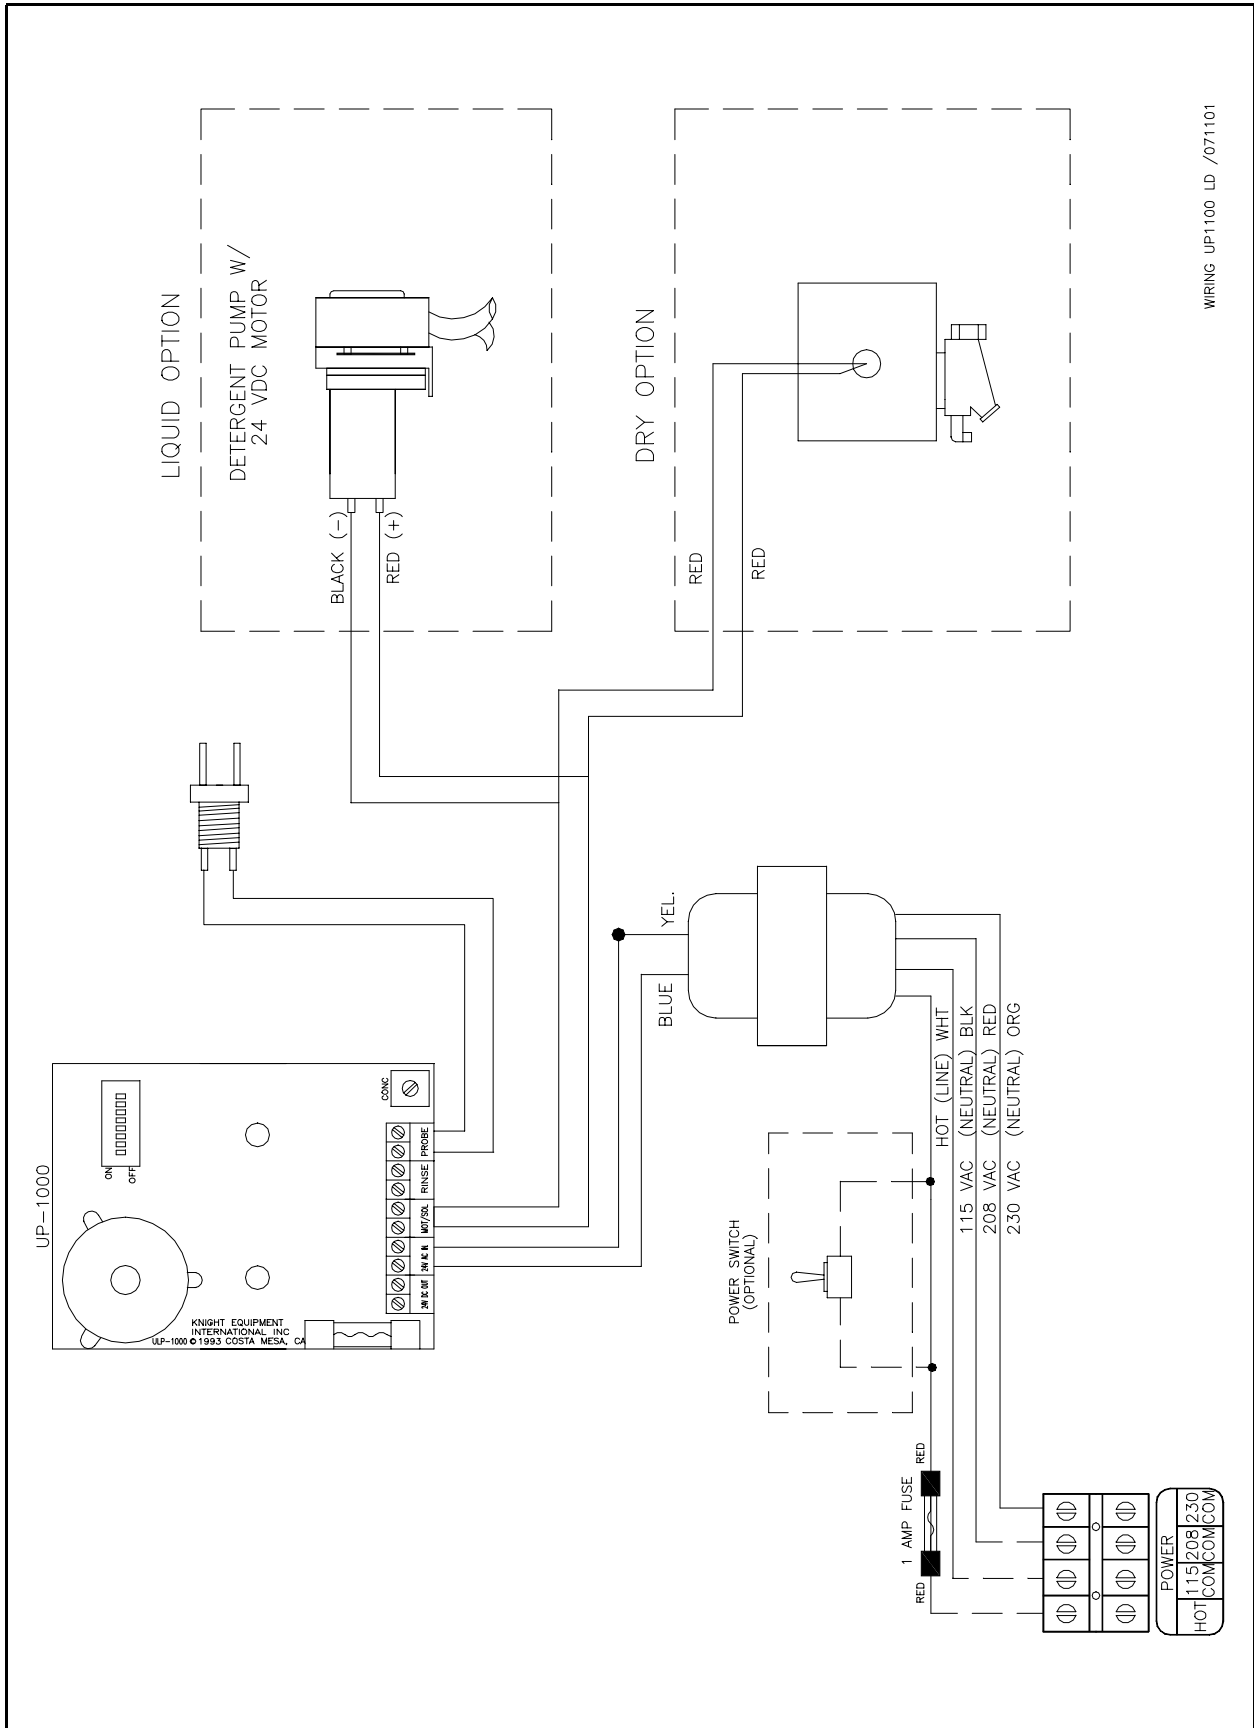 UP-1000
ON
OFF
KNIGHT EQUIPMENT
INTERNATIONAL INC
ULP-1000 © 1993 COSTA MESA, CA
CONC
24V DC OUT
24V AC IN
MOT/SOL
RINSE
PROBE
LIQUID OPTION
DETERGENT PUMP W/
24 VDC MOTOR
BLACK (-)
RED (+)
DRY OPTION
RED
RED
BLUE
YEL.
POWER SWITCH
(OPTIONAL)
HOT (LINE) WHT
115 VAC (NEUTRAL) BLK
208 VAC (NEUTRAL) RED
230 VAC (NEUTRAL) ORG
RED
1 AMP FUSE
RED
POWER
HOT 115 208 230
COM COM COM
WIRING UP1100 LD /071101